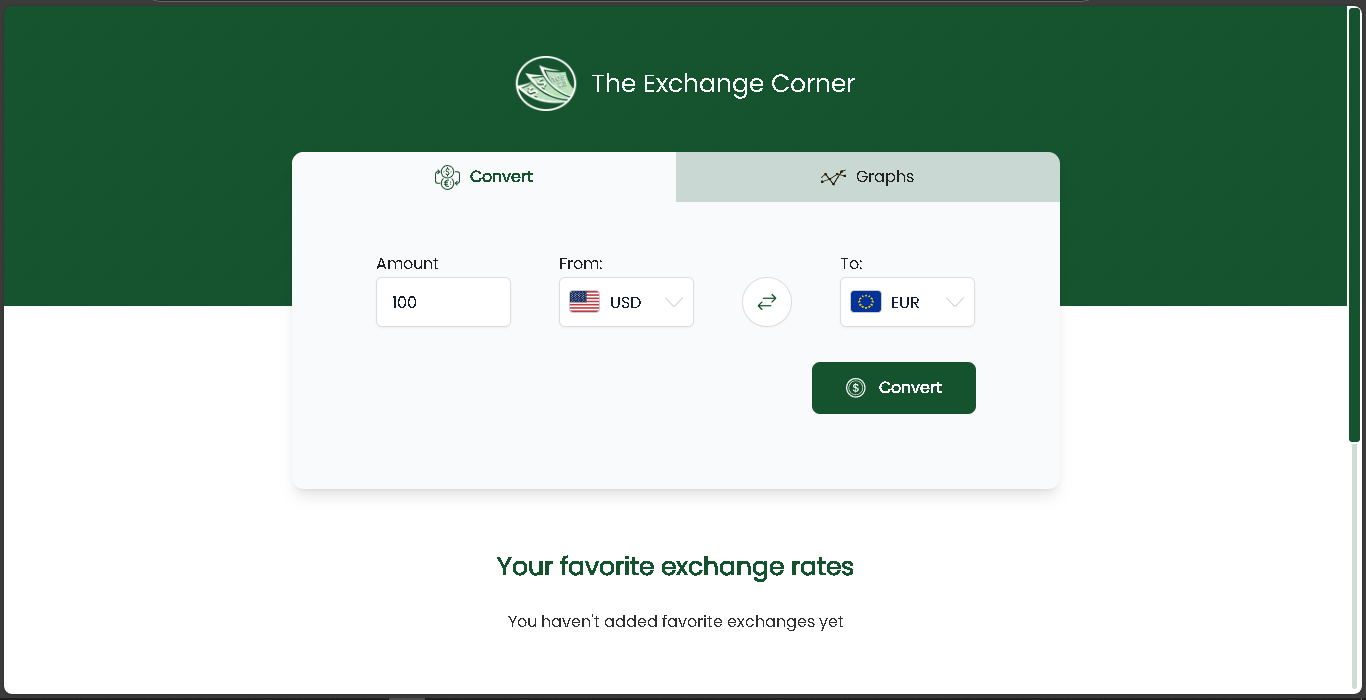 The Exchange Corner
Convert
Graphs
Amount
From:
To:
100
USD
EUR
Convert
Your favorite exchange rates
You haven't added favorite exchanges yet